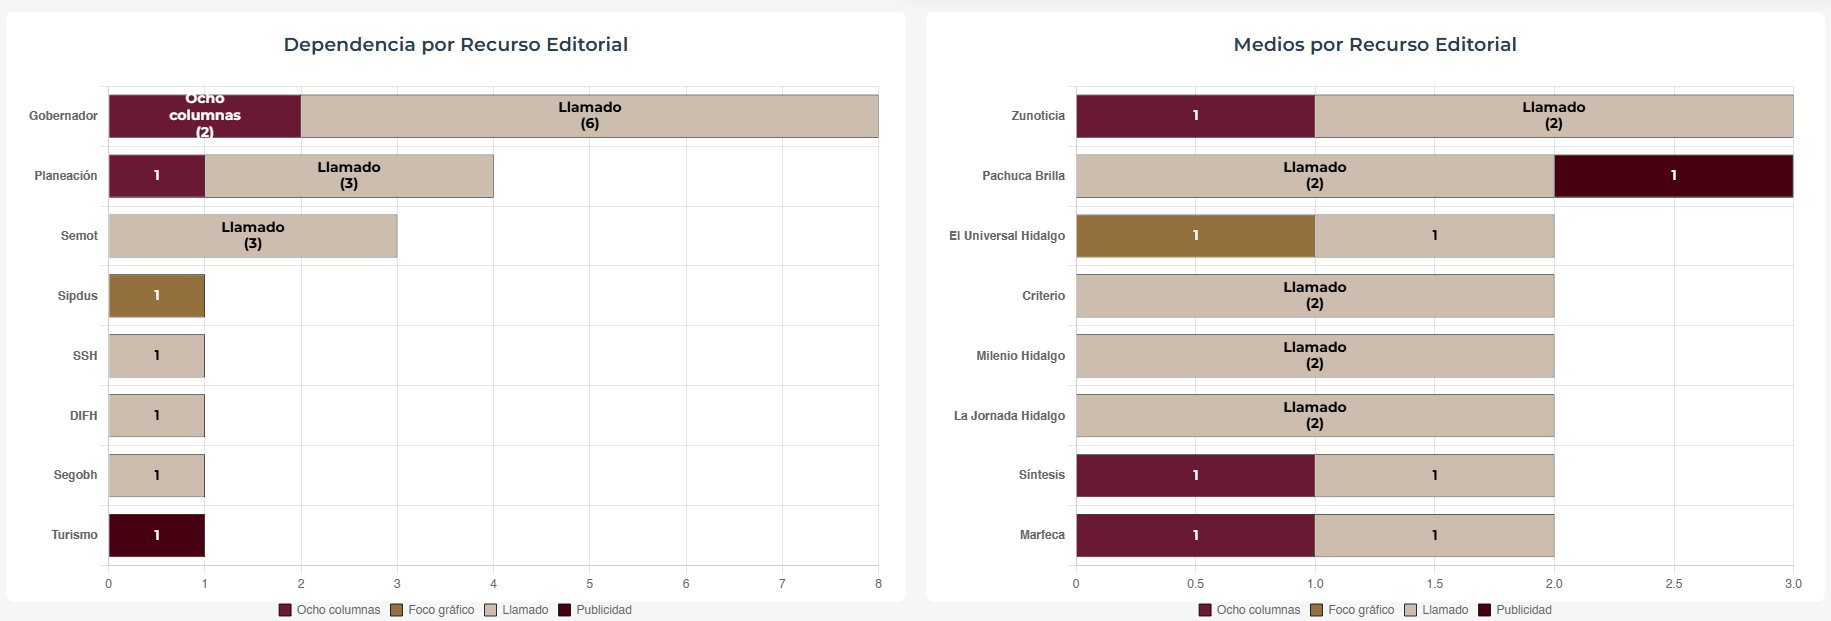 Dependencia por Recurso Editorial
Gobernador
Ocho
columnas
(2)
Llamado
(6)
Planeación
1
Llamado
(3)
Semot
Llamado
(3)
Sipdus
1
SSH
1
DIFH
1
Segobh
1
Turismo
1
0 1 2 3 4 5 6 7 8
Ocho columnas Foco gráfico Llamado Publicidad
Medios por Recurso Editorial
Zunoticia
1
Llamado
(2)
Pachuca Brilla
Llamado
(2)
1
El Universal Hidalgo
1
1
Criterio
Llamado
(2)
Milenio Hidalgo
Llamado
(2)
La Jornada Hidalgo
Llamado
(2)
Síntesis
1
1
Marfeca
1
1
0 0.5 1.0 1.5 2.0 2.5 3.0
Ocho columnas Foco gráfico Llamado Publicidad